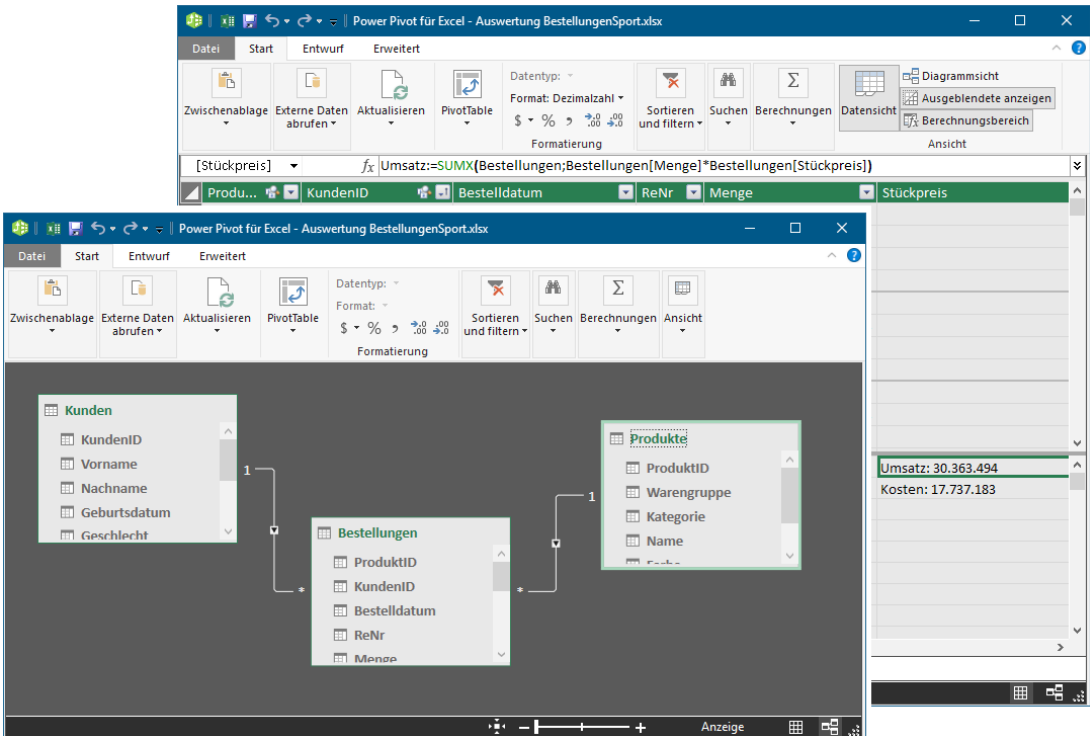 Power Pivot für Excel - Auswertung BestellungenSport.xlsx
Datei Start Entwurf Erweitert
Zwischenablage
Externe Daten abrufen
Aktualisieren
PivotTable
Datentyp:
Format: Dezimalzahl
$ % 
Formatierung
Sortieren und filtern
Suchen
Berechnungen
Datensicht
Diagrammsicht
Ausgeblendete anzeigen
Berechnungsbereich
Ansicht
[Stückpreis] fx Umsatz:=SUMX(Bestellungen;Bestellungen[Menge]*Bestellungen[Stückpreis])
Produ... KundenID Bestelldatum ReNr Menge Stückpreis
Umsatz: 30.363.494
Kosten: 17.737.183
Power Pivot für Excel - Auswertung BestellungenSport.xlsx
Datei Start Entwurf Erweitert
Zwischenablage
Externe Daten abrufen
Aktualisieren
PivotTable
Datentyp:
Format:
$ %
Formatierung
Sortieren und filtern
Suchen
Berechnungen
Ansicht
Kunden
KundenID
Vorname
Nachname
Geburtsdatum
Geschlecht
1
*
Bestellungen
ProduktID
KundenID
Bestelldatum
ReNr
Menge
*
1
Produkte
ProduktID
Warengruppe
Kategorie
Name
Farbe
Anzeige